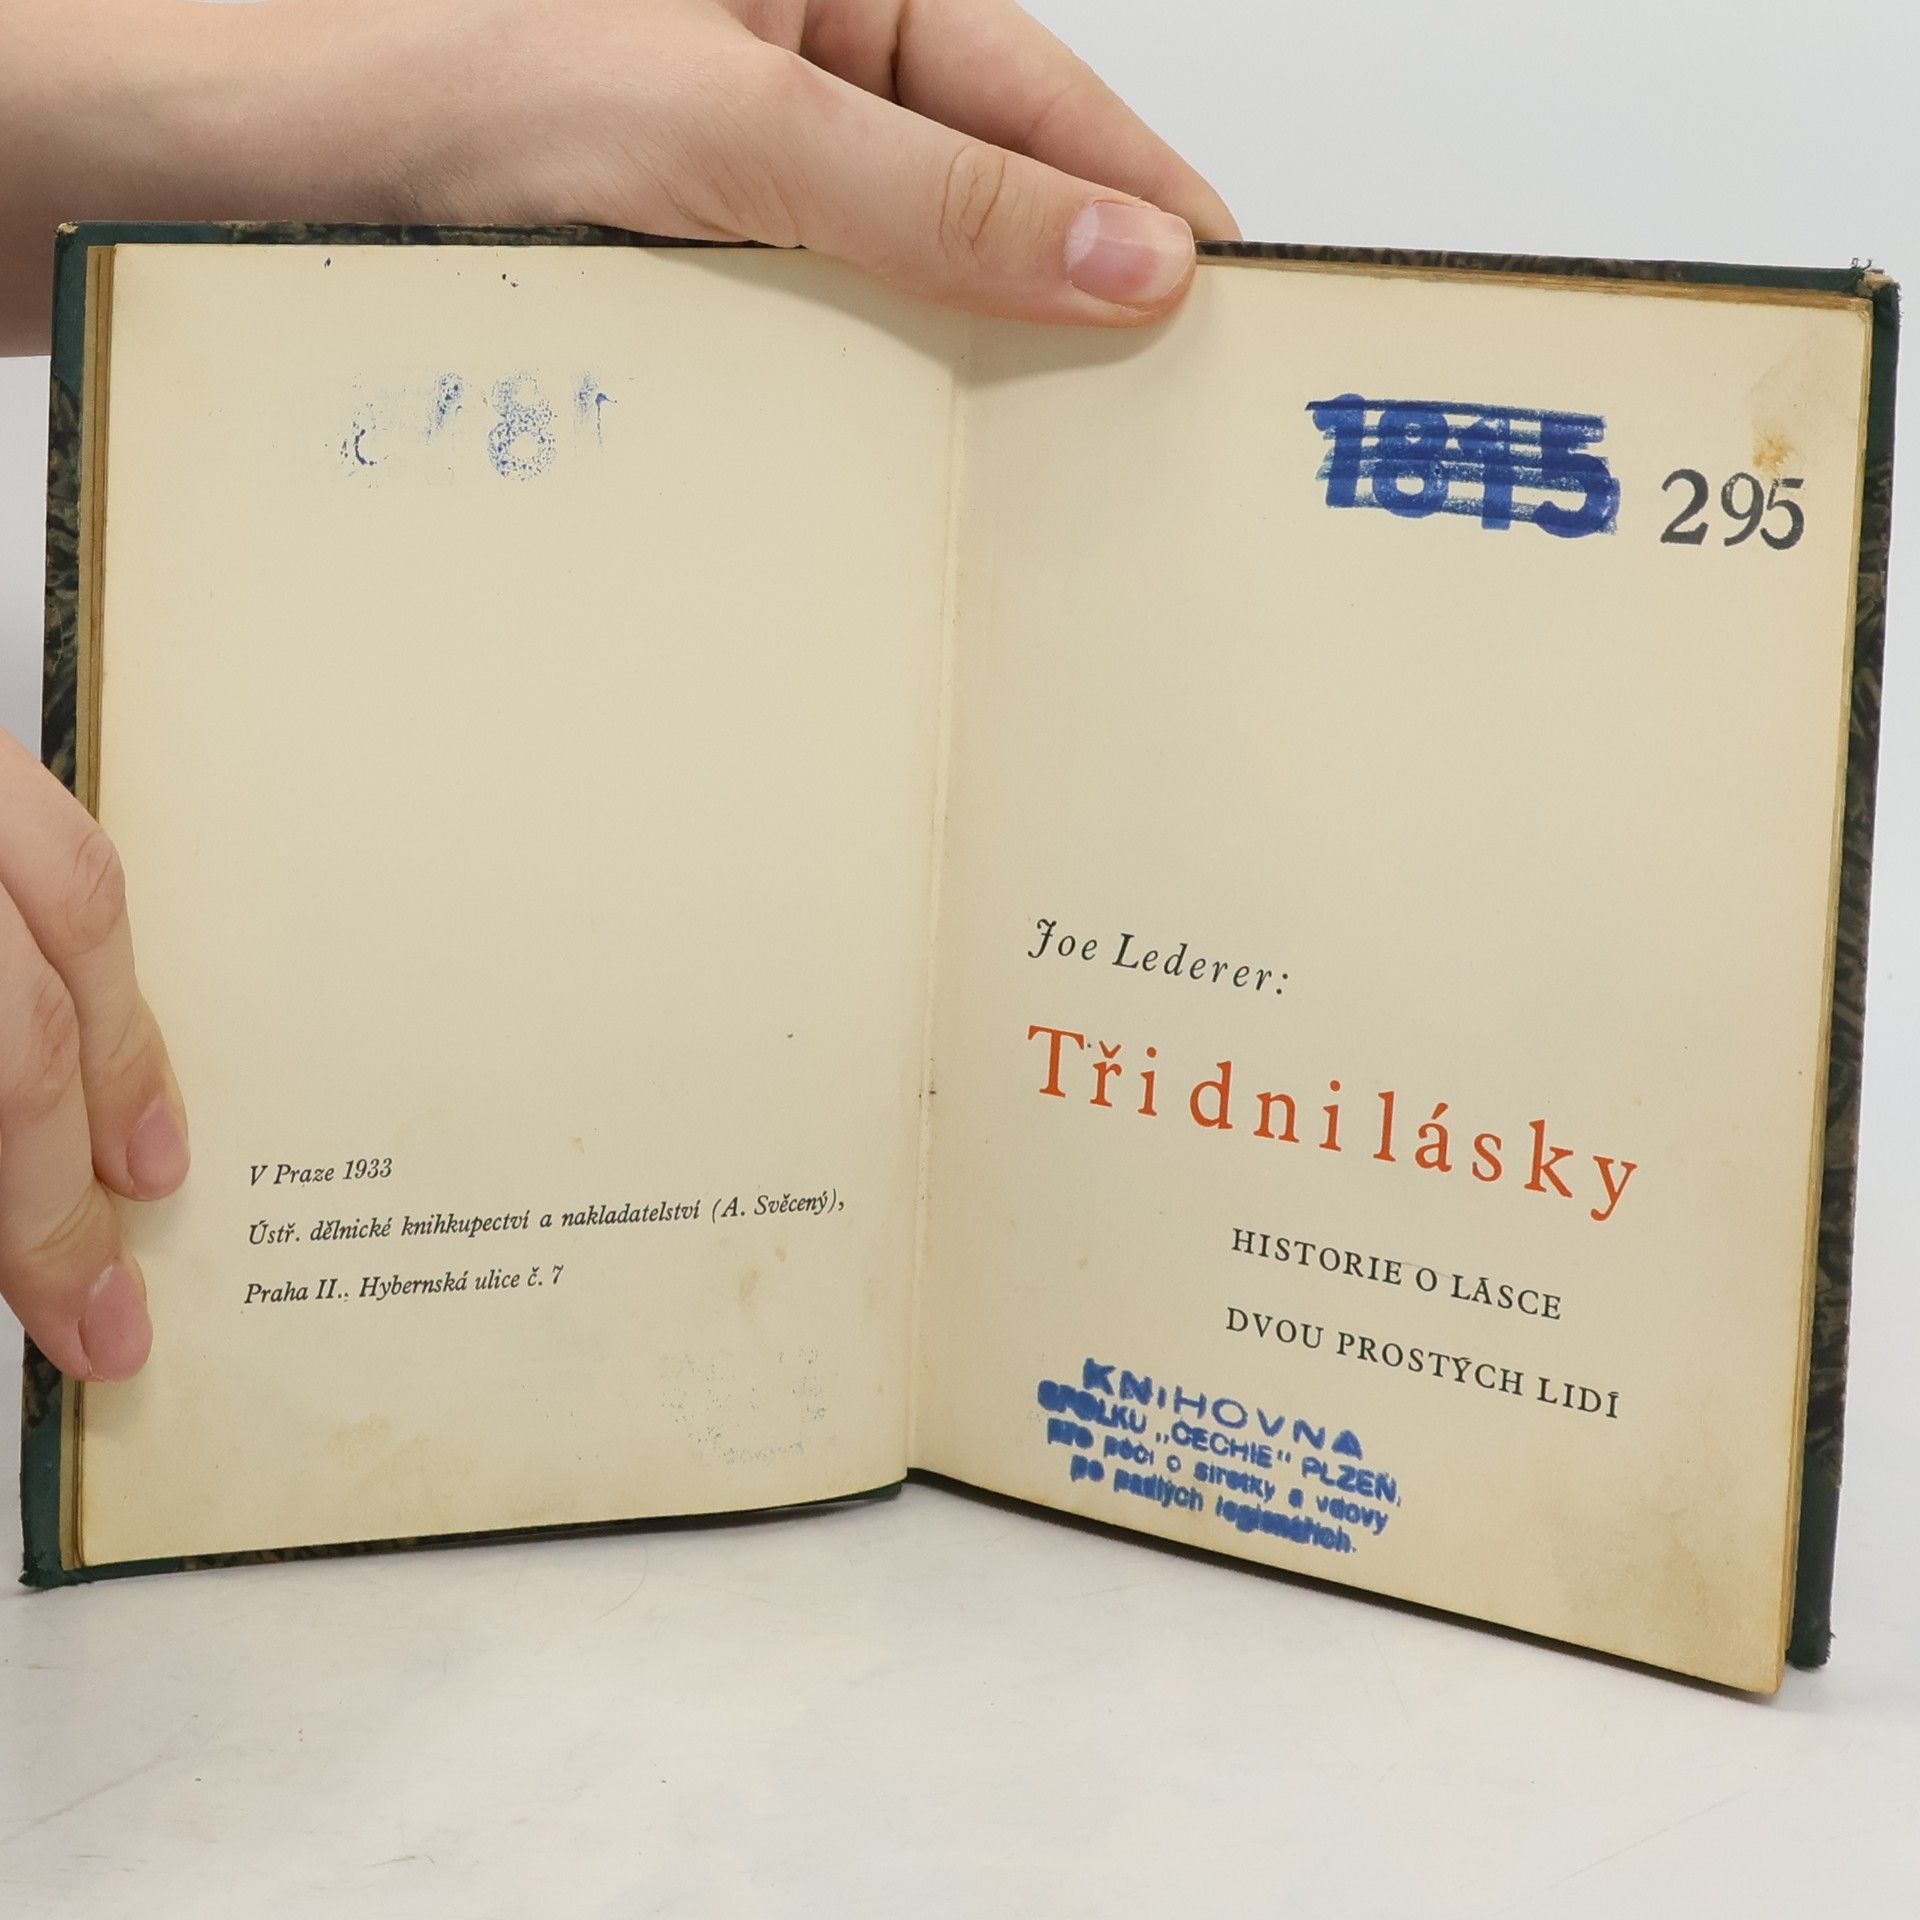 V Praze 1933
Ústř. dělnické knihkupectví a nakladatelství (A. Svěcený),
Praha II., Hybernská ulice č. 7
1815
295
Joe Lederer:
Tři dni lásky
HISTORIE O LÁSCE
DVOU PROSTÝCH LIDÍ
KNIHOVNA
SPOLKU „ČECHIE" PLZEŇ,
pro péči o sirotky a vdovy
po padlých legionářích.